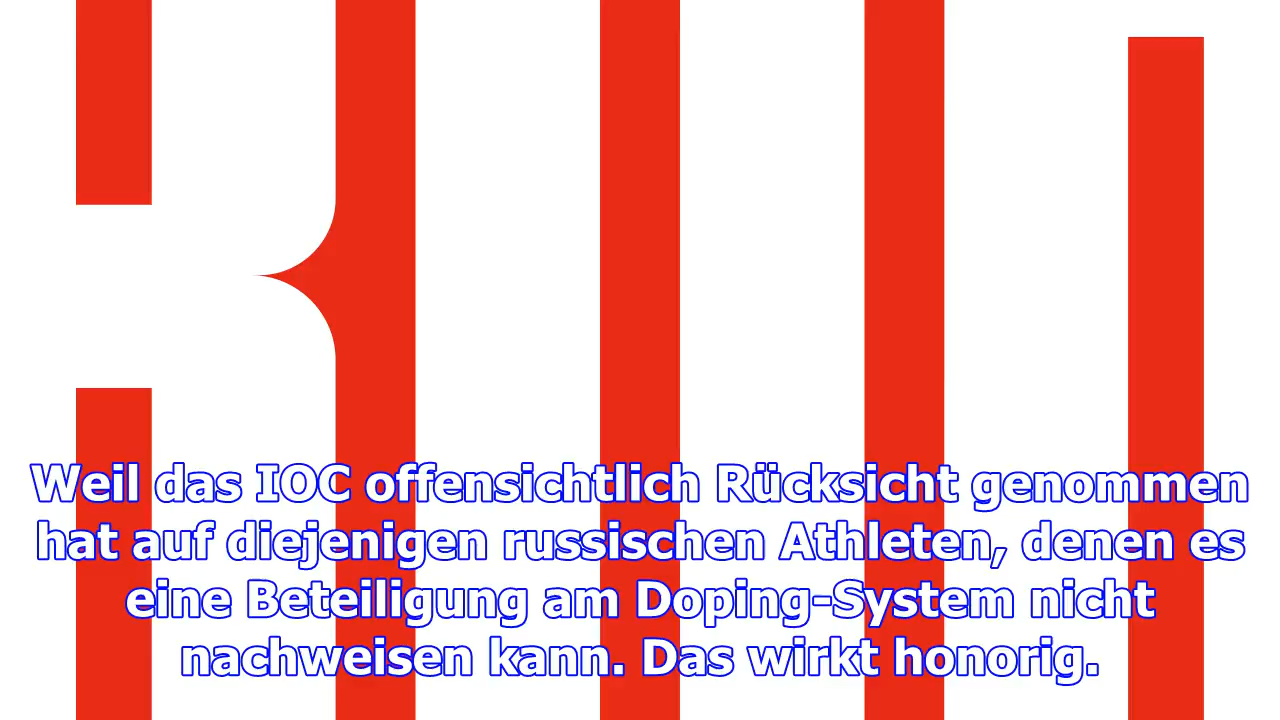 Weil das IOC offensichtlich Rücksicht genommen
hat auf diejenigen russischen Athleten, denen es
eine Beteiligung am Doping-System nicht
nachweisen kann. Das wirkt honorig.